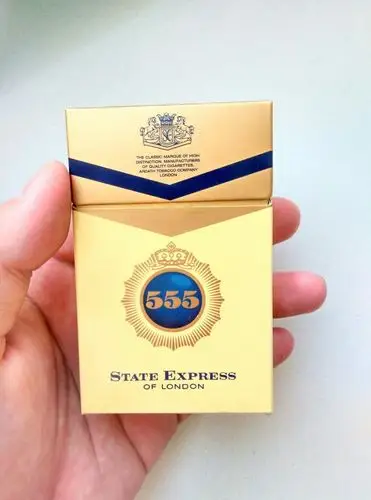 THE CLASSIC MARQUE OF HIGH
DISTINCTION, MANUFACTURERS
OF QUALITY CIGARETTES.
ARDATH TOBACCO COMPANY
LONDON
555
STATE EXPRESS
OF LONDON